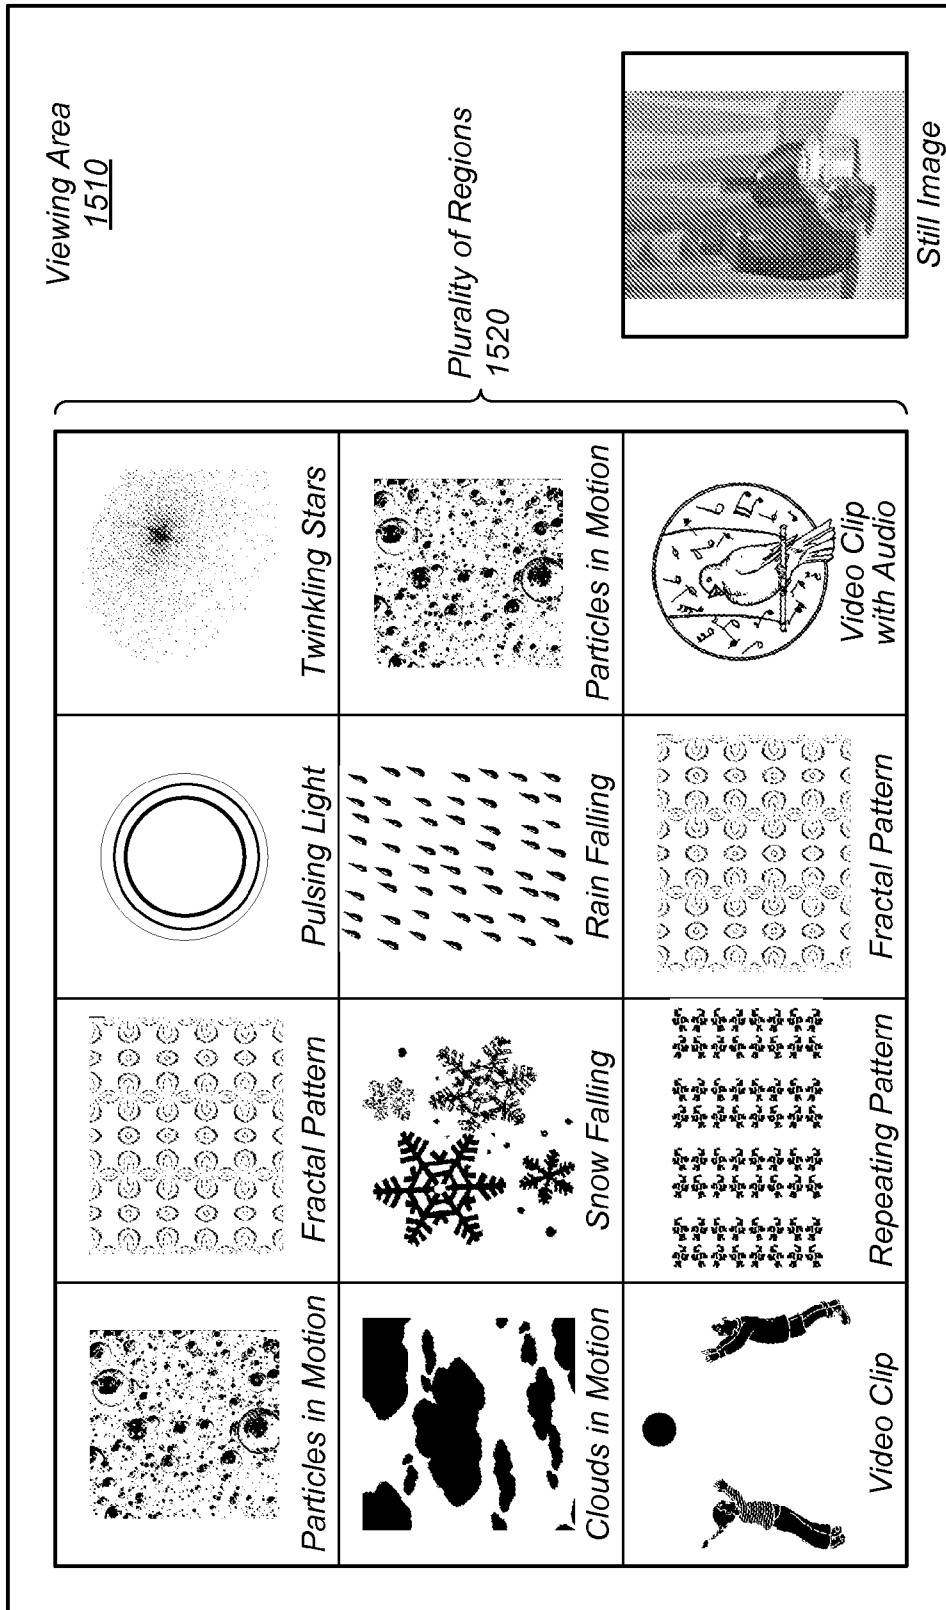 Viewing Area
1510
Particles in Motion
Fractal Pattern
Pulsing Light
Twinkling Stars
Clouds in Motion
Snow Falling
Rain Falling
Particles in Motion
Plurality of Regions
1520
Video Clip
Repeating Pattern
Fractal Pattern
Video Clip
with Audio
Still Image